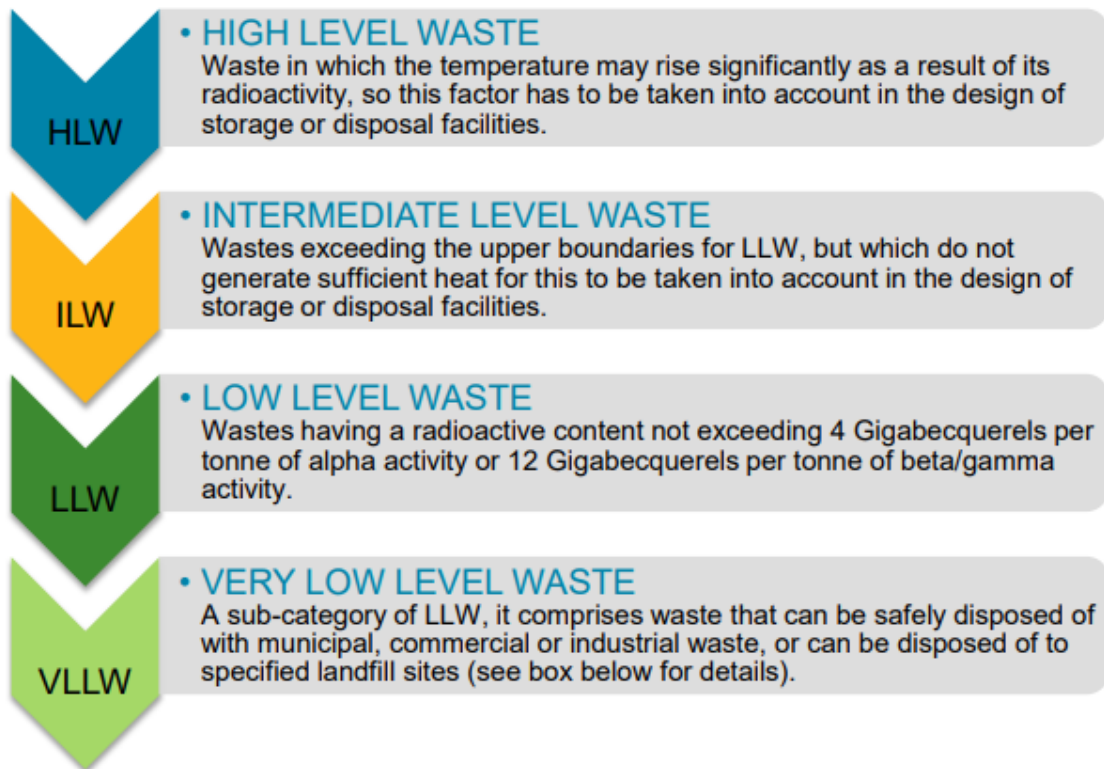 • HIGH LEVEL WASTE
Waste in which the temperature may rise significantly as a result of its
radioactivity, so this factor has to be taken into account in the design of
storage or disposal facilities.
HLW
• INTERMEDIATE LEVEL WASTE
Wastes exceeding the upper boundaries for LLW, but which do not
generate sufficient heat for this to be taken into account in the design of
storage or disposal facilities.
ILW
• LOW LEVEL WASTE
Wastes having a radioactive content not exceeding 4 Gigabecquerels per
tonne of alpha activity or 12 Gigabecquerels per tonne of beta/gamma
activity.
LLW
• VERY LOW LEVEL WASTE
A sub-category of LLW, it comprises waste that can be safely disposed of
with municipal, commercial or industrial waste, or can be disposed of to
specified landfill sites (see box below for details).
VLLW